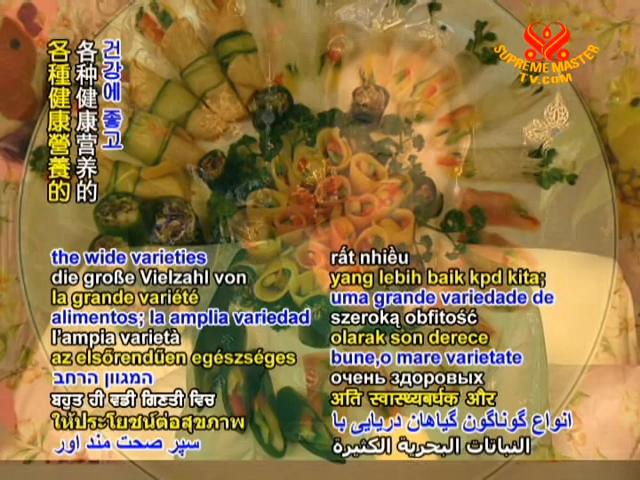 SUPREME MASTER
TV.COM
건강에 좋고
各种健康营养的
各種健康營養的
the wide varieties
die große Vielzahl von
la grande variété
alimentos; la amplia variedad
l'ampia varietà
az elsőrendűen egészséges
המגוון הרחב
ਬਹੁਤ ਹੀ ਵਡੀ ਗਿਣਤੀ ਵਿਚ
ให้ประโยชน์ต่อสุขภาพ
سپر صحت مند اور
rất nhiều
yang lebih baik kpd kita;
uma grande variedade de
szeroką obfitość
olarak son derece
bune,o mare varietate
очень здоровых
अति स्वास्थ्यबर्धक और
انواع گوناگون گیاهان دریایی با
النباتات البحرية الكثيرة